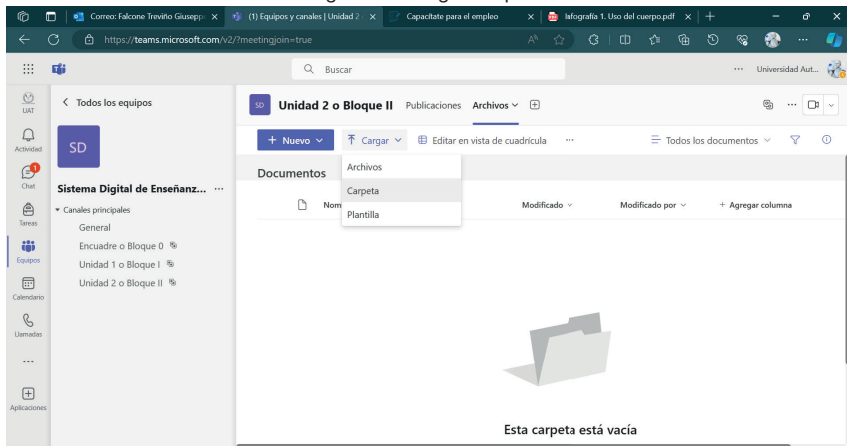 Correo: Falcone Treviño Giusepp
(1) Equipos y canales | Unidad 2
Capacítate para el empleo
Infografía 1. Uso del cuerpo.pdf
https://teams.microsoft.com/v2/?meetingjoin=true
Buscar
Universidad Aut...
UAT
Actividad
Chat
Tareas
Equipos
Calendario
Llamadas
Aplicaciones
Todos los equipos
SD
Sistema Digital de Enseñanz...
Canales principales
General
Encuadre o Bloque 0
Unidad 1 o Bloque I
Unidad 2 o Bloque II
SD Unidad 2 o Bloque II Publicaciones Archivos
+ Nuevo Cargar Editar en vista de cuadrícula ... Todos los documentos
Documentos
Archivos
Carpeta
Plantilla
Nom Modificado Modificado por + Agregar columna
Esta carpeta está vacía